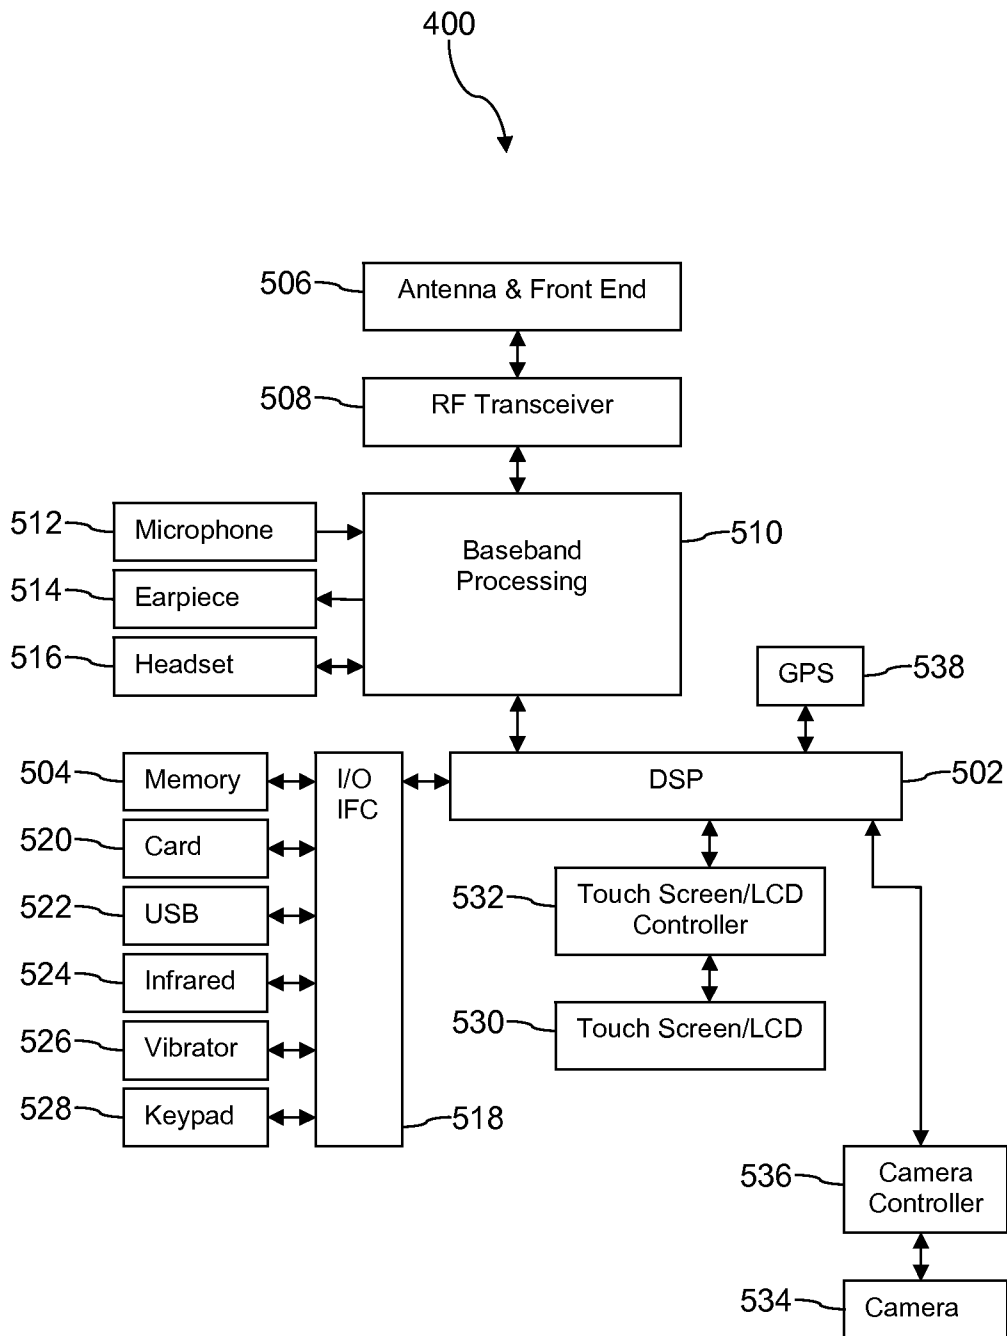 400
506
Antenna & Front End
508
RF Transceiver
512
Microphone
Baseband
Processing
510
514
Earpiece
516
Headset
GPS
538
504
Memory
I/O
IFC
DSP
502
520
Card
522
USB
532
Touch Screen/LCD
Controller
524
Infrared
530
Touch Screen/LCD
526
Vibrator
528
Keypad
518
536
Camera
Controller
534
Camera